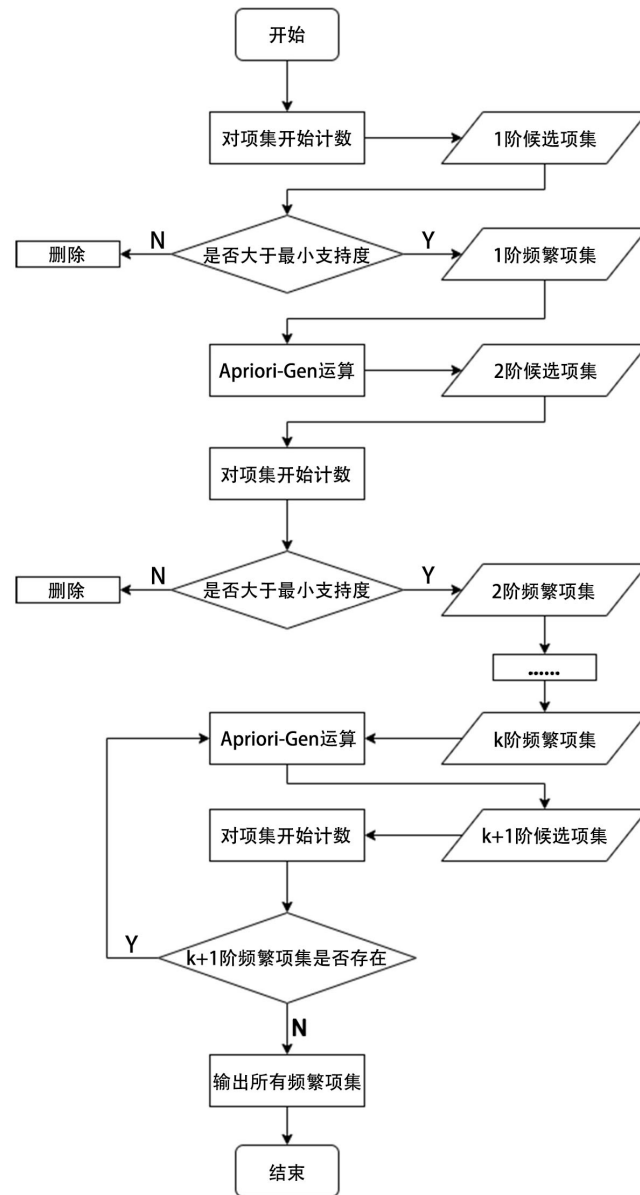 开始
对项集开始计数
1阶候选项集
N
是否大于最小支持度
Y
删除
1阶频繁项集
Apriori-Gen运算
2阶候选项集
对项集开始计数
N
是否大于最小支持度
Y
删除
2阶频繁项集
......
Apriori-Gen运算
k阶频繁项集
对项集开始计数
k+1阶候选项集
Y
k+1阶频繁项集是否存在
N
输出所有频繁项集
结束